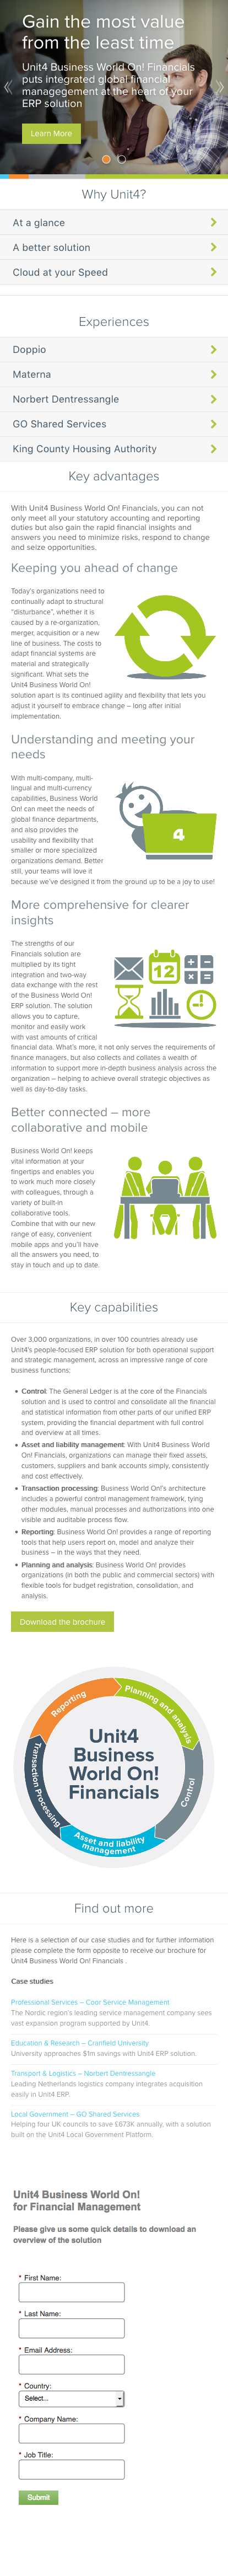 Gain the most value
from the least time
Unit4 Business World On! Financials
puts integrated global financial
managegement at the heart of your
ERP solution
Learn More
Why Unit4?
At a glance
A better solution
Cloud at your Speed
Experiences
Doppio
Materna
Norbert Dentressangle
GO Shared Services
King County Housing Authority
Key advantages
With Unit4 Business World On! Financials, you can not
only meet all your statutory accounting and reporting
duties but also gain the rapid financial insights and
answers you need to minimize risks, respond to change
and seize opportunities.
Keeping you ahead of change
Today's organizations need to
continually adapt to structural
"disturbance", whether it is
caused by a re-organization,
merger, acquisition or a new
line of business. The costs to
adapt financial systems are
material and strategically
significant. What sets the
Unit4 Business World On!
solution apart is its continued agility and flexibility that lets you
adjust it yourself to embrace change – long after initial
implementation.
Understanding and meeting your
needs
With multi-company, multi-
lingual and multi-currency
capabilities, Business World
On! can meet the needs of
global finance departments,
and also provides the
usability and flexibility that
smaller or more specialized
organizations demand. Better
still, your teams will love it
because we've designed it from the ground up to be a joy to use!
4
More comprehensive for clearer
insights
The strengths of our
Financials solution are
multiplied by its tight
integration and two-way
data exchange with the rest
of the Business World On!
ERP solution. The solution
allows you to capture,
monitor and easily work
with vast amounts of critical
financial data. What's more, it not only serves the requirements of
finance managers, but also collects and collates a wealth of
information to support more in-depth business analysis across the
organization – helping to achieve overall strategic objectives as
well as day-to-day tasks.
12
Better connected – more
collaborative and mobile
Business World On! keeps
vital information at your
fingertips and enables you
to work much more closely
with colleagues, through a
variety of built-in
collaborative tools.
Combine that with our new
range of easy, convenient
mobile apps and you'll have
all the answers you need, to
stay in touch and up to date.
Key capabilities
Over 3,000 organizations, in over 100 countries already use
Unit4's people-focused ERP solution for both operational support
and strategic management, across an impressive range of core
business functions:
• Control: The General Ledger is at the core of the Financials
solution and is used to control and consolidate all the financial
and statistical information from other parts of our unified ERP
system, providing the financial department with full control
and overview at all times.
• Asset and liability management: With Unit4 Business World
On! Financials, organizations can manage their fixed assets,
customers, suppliers and bank accounts simply, consistently
and cost effectively.
• Transaction processing: Business World On!'s architecture
includes a powerful control management framework, tying
other modules, manual processes and authorizations into one
visible and auditable process flow.
• Reporting: Business World On! provides a range of reporting
tools that help users report on, model and analyze their
business – in the ways that they need.
• Planning and analysis: Business World On! provides
organizations (in both the public and commercial sectors) with
flexible tools for budget registration, consolidation, and
analysis.
Download the brochure
Reporting
Planning and analysis
Control
Asset and liability
management
Transaction Processing
Unit4
Business
World On!
Financials
Find out more
Here is a selection of our case studies and for further information
please complete the form opposite to receive our brochure for
Unit4 Business World On! Financials .
Case studies
Professional Services – Coor Service Management
The Nordic region's leading service management company sees
vast expansion program supported by Unit4.
Education & Research – Cranfield University
University approaches $1m savings with Unit4 ERP solution.
Transport & Logistics – Norbert Dentressangle
Leading Netherlands logistics company integrates acquisition
easily in Unit4 ERP.
Local Government – GO Shared Services
Helping four UK councils to save £673K annually, with a solution
built on the Unit4 Local Government Platform.
Unit4 Business World On!
for Financial Management
Please give us some quick details to download an
overview of the solution
* First Name:
* Last Name:
* Email Address:
* Country:
Select...
* Company Name:
* Job Title:
Submit